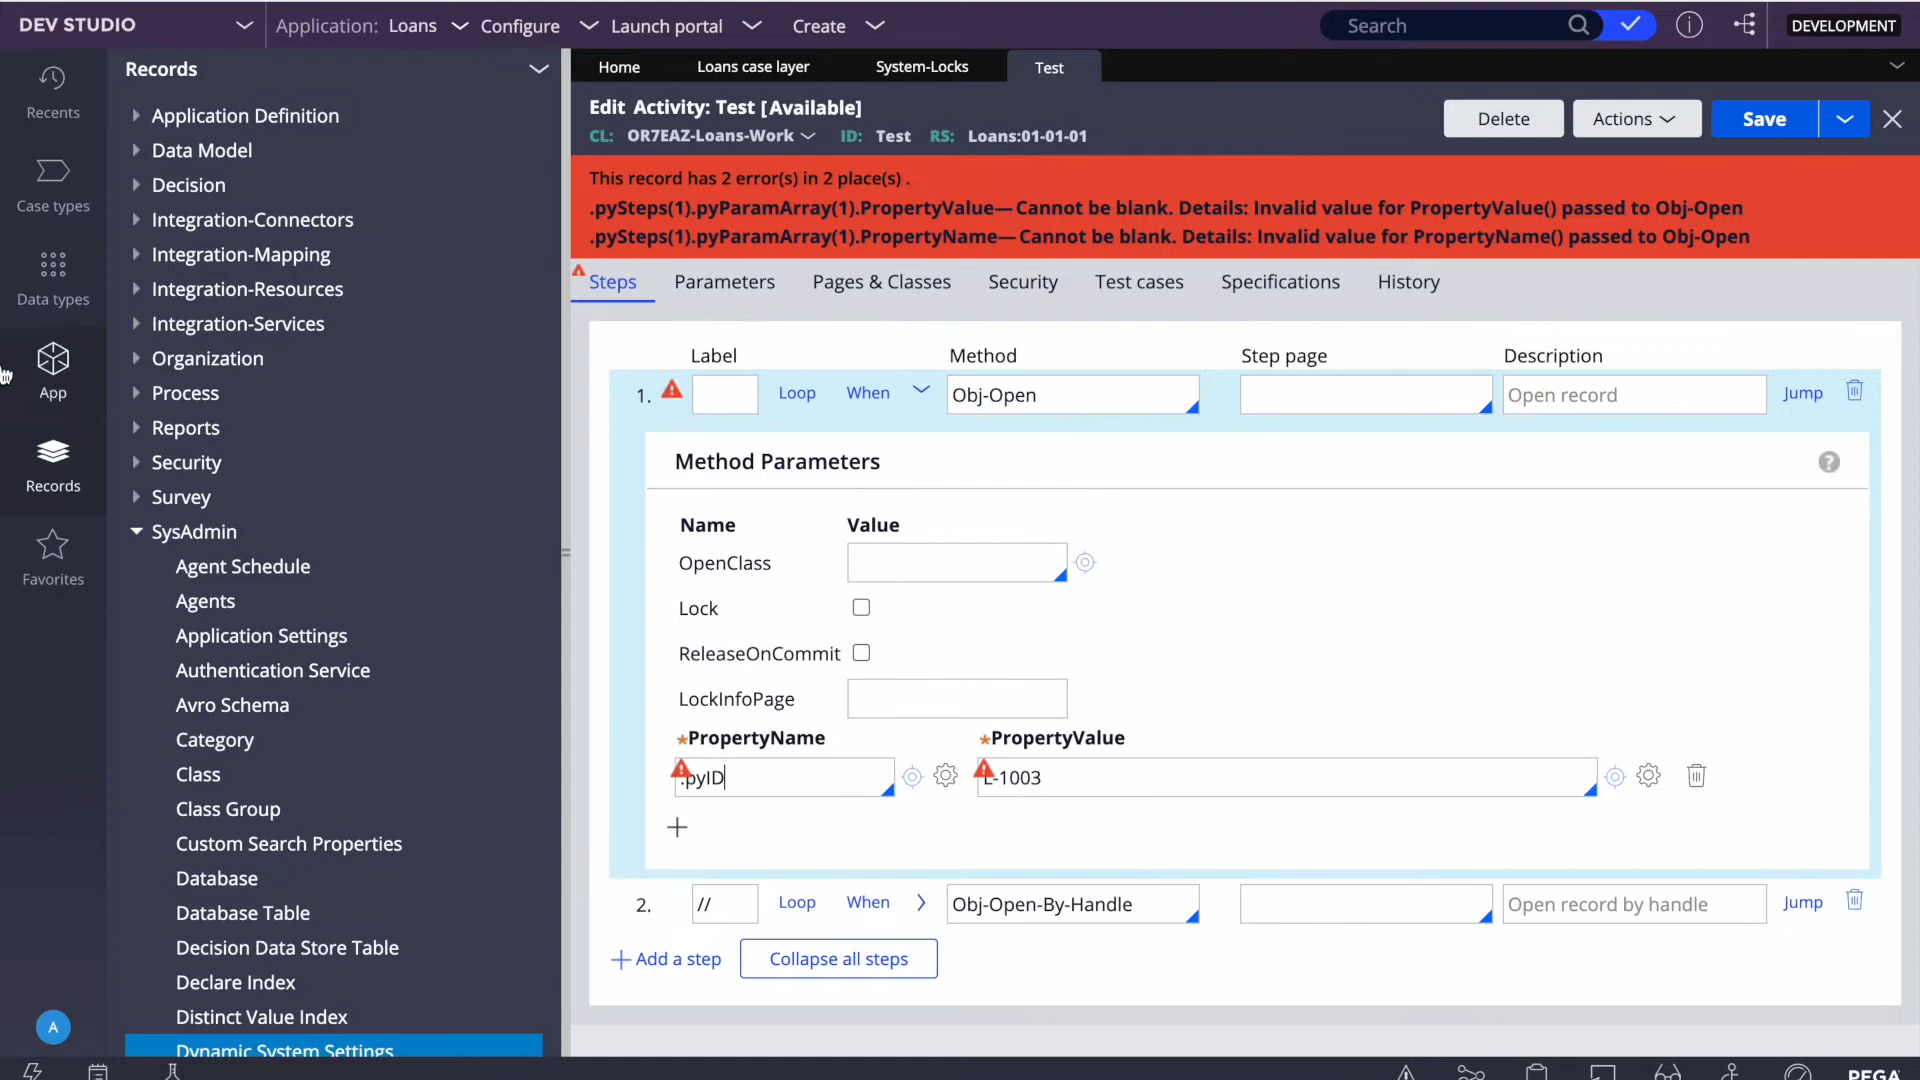 DEV STUDIO
Application: Loans
Configure
Launch portal
Create
Search
DEVELOPMENT
Recents
Case types
Data types
App
Records
Favorites
A
Records
Application Definition
Data Model
Decision
Integration-Connectors
Integration-Mapping
Integration-Resources
Integration-Services
Organization
Process
Reports
Security
Survey
SysAdmin
Agent Schedule
Agents
Application Settings
Authentication Service
Avro Schema
Category
Class
Class Group
Custom Search Properties
Database
Database Table
Decision Data Store Table
Declare Index
Distinct Value Index
Dynamic System Settings
Home
Loans case layer
System-Locks
Test
Edit Activity: Test [Available]
CL: OR7EAZ-Loans-Work ID: Test RS: Loans:01-01-01
Delete
Actions
Save
This record has 2 error(s) in 2 place(s) .
.pySteps(1).pyParamArray(1).PropertyValue—Cannot be blank. Details: Invalid value for PropertyValue() passed to Obj-Open
.pySteps(1).pyParamArray(1).PropertyName—Cannot be blank. Details: Invalid value for PropertyName() passed to Obj-Open
Steps
Parameters
Pages & Classes
Security
Test cases
Specifications
History
Label Method Step page Description
1. Loop When Obj-Open Open record Jump
Method Parameters
?
Name Value
OpenClass
Lock
ReleaseOnCommit
LockInfoPage
*PropertyName *PropertyValue
.pyID L-1003
2. // Loop When Obj-Open-By-Handle Open record by handle Jump
Add a step
Collapse all steps
PEGA